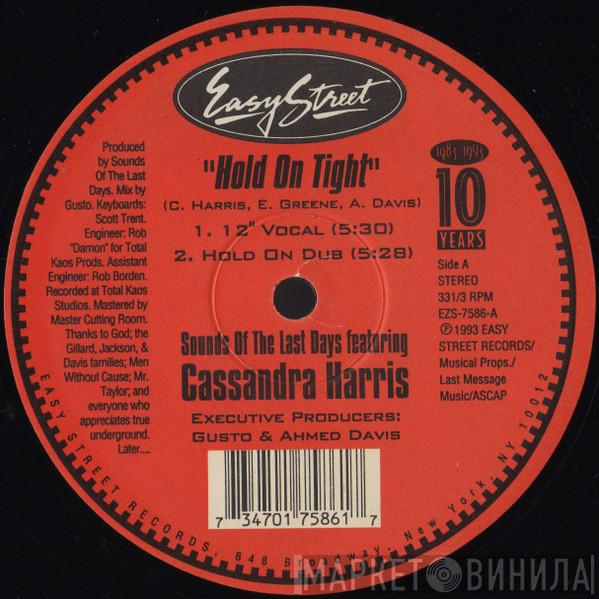 Easy Street
"Hold On Tight"
(C. Harris, E. Greene, A. Davis)
1. 12" Vocal (5:30)
2. Hold On Dub (5:28)
Produced
by Sounds
Of The Last
Days. Mix by
Gusto. Keyboards:
Scott Trent.
Engineer: Rob
"Damon" for Total
Kaos Prods. Assistant
Engineer: Rob Borden.
Recorded at Total Kaos
Studios. Mastered by
Master Cutting Room.
Thanks to God; the
Gillard, Jackson, &
Davis families; Men
Without Cause; Mr.
Taylor; and
everyone who
appreciates true
underground.
Later....
1983 1993
10
YEARS
Side A
STEREO
331/3 RPM
EZS-7586-A
℗ 1993 EASY
STREET RECORDS/
Musical Props./
Last Message
Music/ASCAP
Sounds Of The Last Days featuring
Cassandra Harris
Executive Producers:
Gusto & Ahmed Davis
7 34701 75861 7
EASY STREET RECORDS, 648 Broadway, New York, NY 10012
МАРКЕТ ВИНИЛА